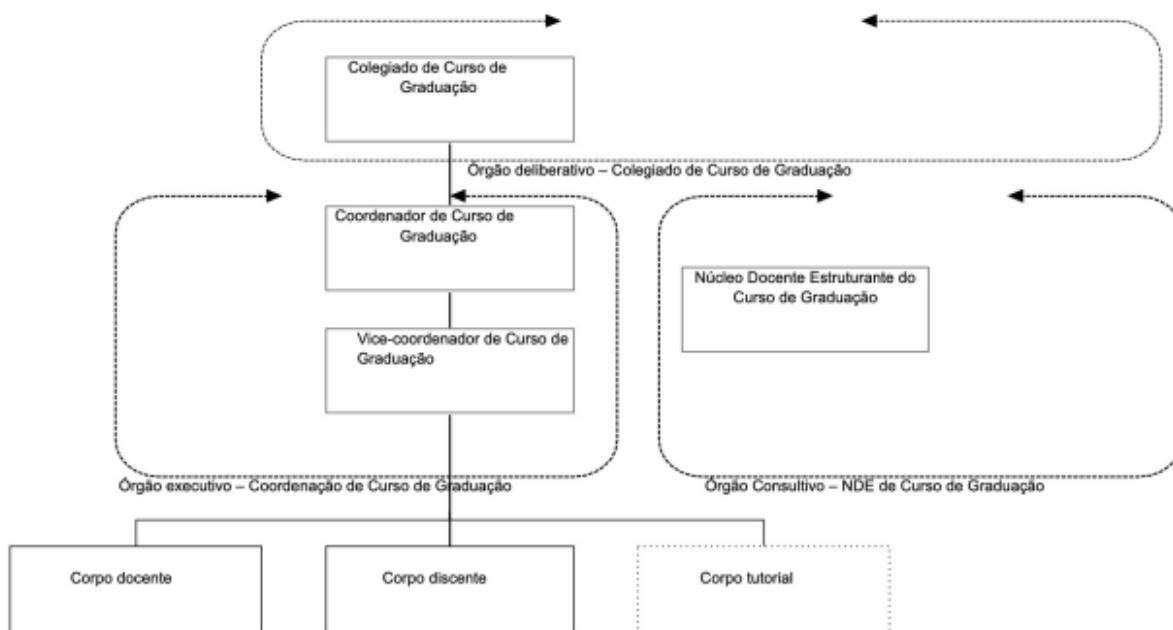 Colegiado de Curso de
Graduação
Órgão deliberativo – Colegiado de Curso de Graduação
Coordenador de Curso de
Graduação
Núcleo Docente Estruturante do
Curso de Graduação
Vice-coordenador de Curso de
Graduação
Órgão executivo – Coordenação de Curso de Graduação
Órgão Consultivo – NDE de Curso de Graduação
Corpo docente
Corpo discente
Corpo tutorial